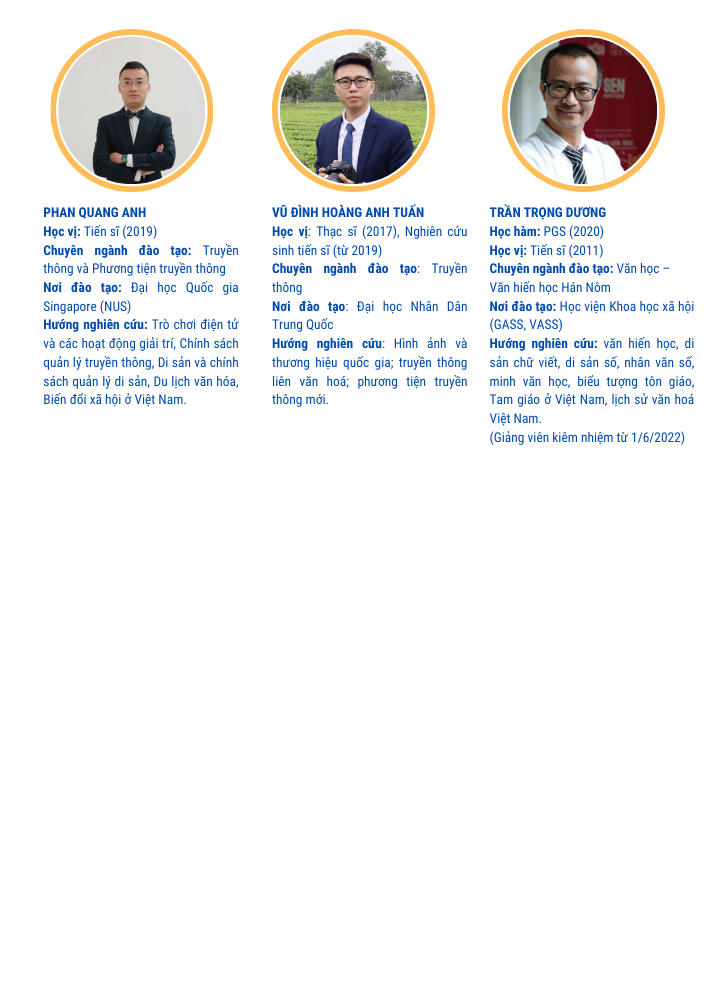 PHAN QUANG ANH
Học vị: Tiến sĩ (2019)
Chuyên ngành đào tạo: Truyền
thông và Phương tiện truyền thông
Nơi đào tạo: Đại học Quốc gia
Singapore (NUS)
Hướng nghiên cứu: Trò chơi điện tử
và các hoạt động giải trí, Chính sách
quản lý truyền thông, Di sản và chính
sách quản lý di sản, Du lịch văn hóa,
Biến đổi xã hội ở Việt Nam.
VŨ ĐÌNH HOÀNG ANH TUẤN
Học vị: Thạc sĩ (2017), Nghiên cứu
sinh tiến sĩ (từ 2019)
Chuyên ngành đào tạo: Truyền
thông
Nơi đào tạo: Đại học Nhân Dân
Trung Quốc
Hướng nghiên cứu: Hình ảnh và
thương hiệu quốc gia; truyền thông
liên văn hoá; phương tiện truyền
thông mới.
SEN
TRẦN TRỌNG DƯƠNG
Học hàm: PGS (2020)
Học vị: Tiến sĩ (2011)
Chuyên ngành đào tạo: Văn học –
Văn hiến học Hán Nôm
Nơi đào tạo: Học viện Khoa học xã hội
(GASS, VASS)
Hướng nghiên cứu: văn hiến học, di
sản chữ viết, di sản số, nhân văn số,
minh văn học, biểu tượng tôn giáo,
Tam giáo ở Việt Nam, lịch sử văn hoá
Việt Nam.
(Giảng viên kiêm nhiệm từ 1/6/2022)